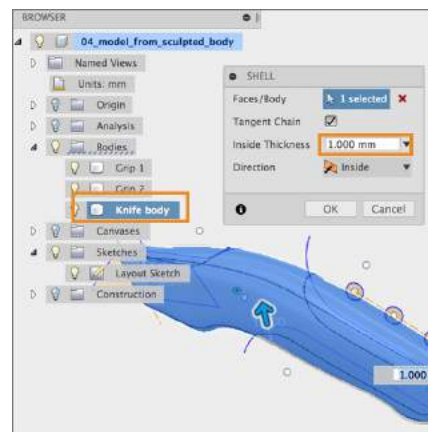 BROWSER
04_model_from_sculpted_body
Named Views
Units: mm
Origin
Analysis
Bodies
Grip 1
Grip 2
Knife body
Canvases
Sketches
Layout Sketch
Construction
SHELL
Faces/Body 1 selected
Tangent Chain
Inside Thickness 1.000 mm
Direction Inside
OK Cancel
1.000